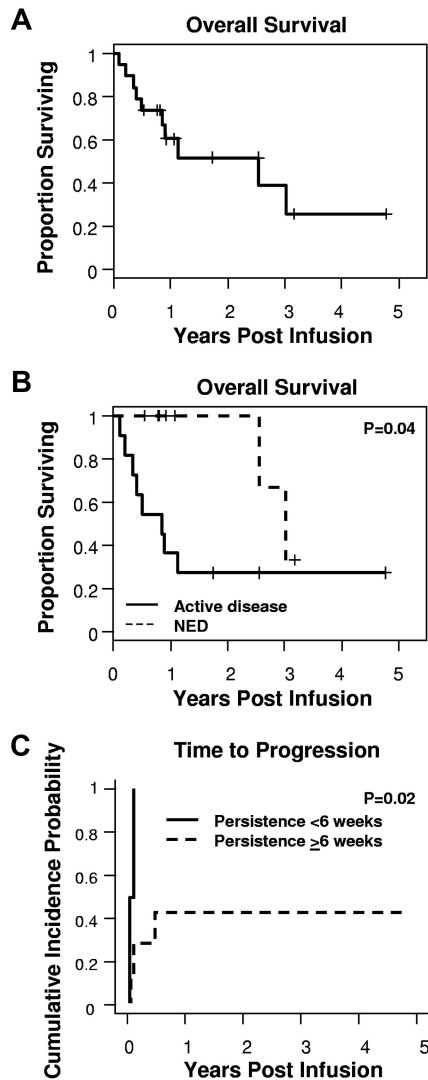 A
Overall Survival
Proportion Surviving
1
0.8
0.6
0.4
0.2
0
0 1 2 3 4 5
Years Post Infusion
B
Overall Survival
P=0.04
Proportion Surviving
1
0.8
0.6
0.4
0.2
0
Active disease
NED
0 1 2 3 4 5
Years Post Infusion
C
Time to Progression
P=0.02
Persistence <6 weeks
Persistence ≥6 weeks
Cumulative Incidence Probability
1
0.8
0.6
0.4
0.2
0
0 1 2 3 4 5
Years Post Infusion